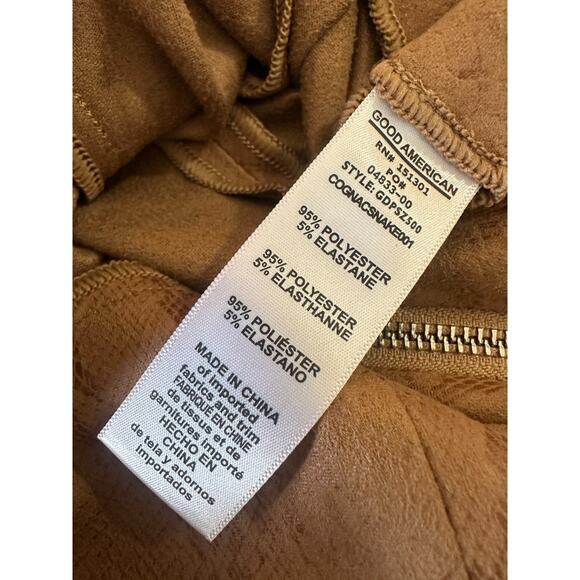 GOOD AMERICAN
RN# 151301
PO#
04833-00
STYLE: GDPSZ500
COGNACSNAKE001
95% POLYESTER
5% ELASTANE
95% POLYESTER
5% ELASTHANNE
95% POLIÉSTER
5% ELASTANO
MADE IN CHINA
of imported
fabrics and trim
FABRIQUÉ EN CHINE
de tissus et de
garnitures importé
HECHO EN
CHINA
de tela y adornos
importados